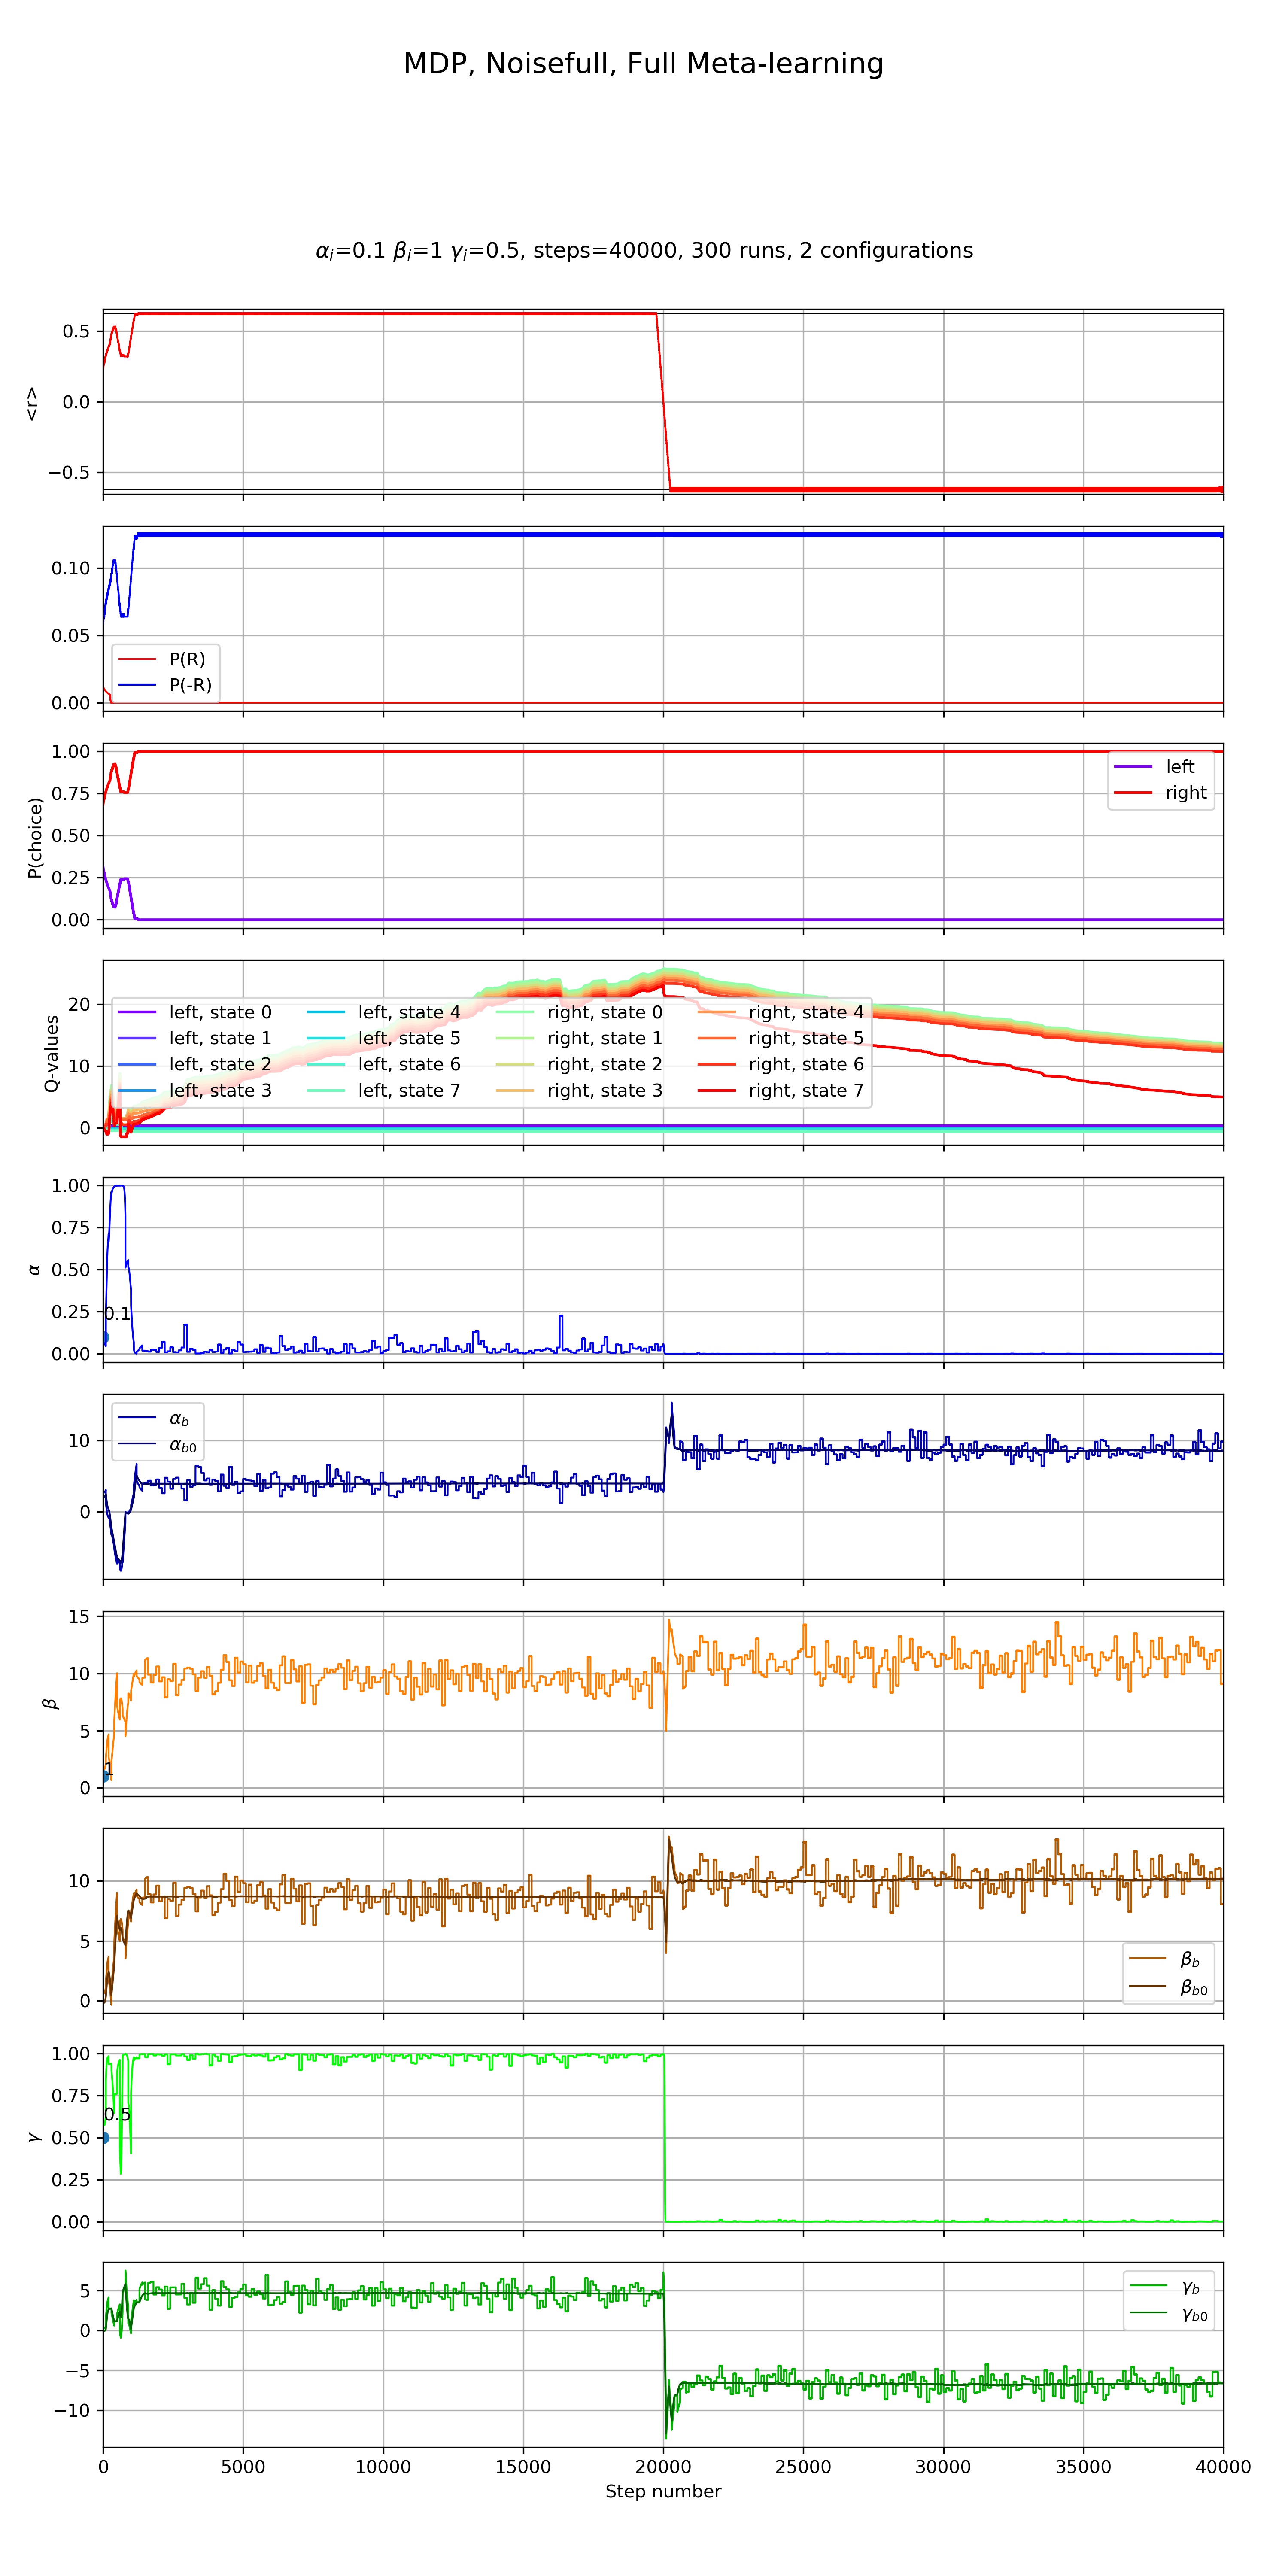 MDP, Noisefull, Full Meta-learning
αᵢ=0.1 βᵢ=1 γᵢ=0.5, steps=40000, 300 runs, 2 configurations
<r>
0.5
0.0
−0.5
0.10
0.05
0.00
P(R)
P(-R)
P(choice)
1.00
0.75
0.50
0.25
0.00
left
right
Q-values
20
10
0
left, state 0 left, state 4 right, state 0 right, state 4
left, state 1 left, state 5 right, state 1 right, state 5
left, state 2 left, state 6 right, state 2 right, state 6
left, state 3 left, state 7 right, state 3 right, state 7
α
1.00
0.75
0.50
0.25
0.00
0.1
10
0
α_b
α_b0
β
15
10
5
0
1
10
5
0
β_b
β_b0
γ
1.00
0.75
0.50
0.25
0.00
0.5
5
0
−5
−10
γ_b
γ_b0
0 5000 10000 15000 20000 25000 30000 35000 40000
Step number